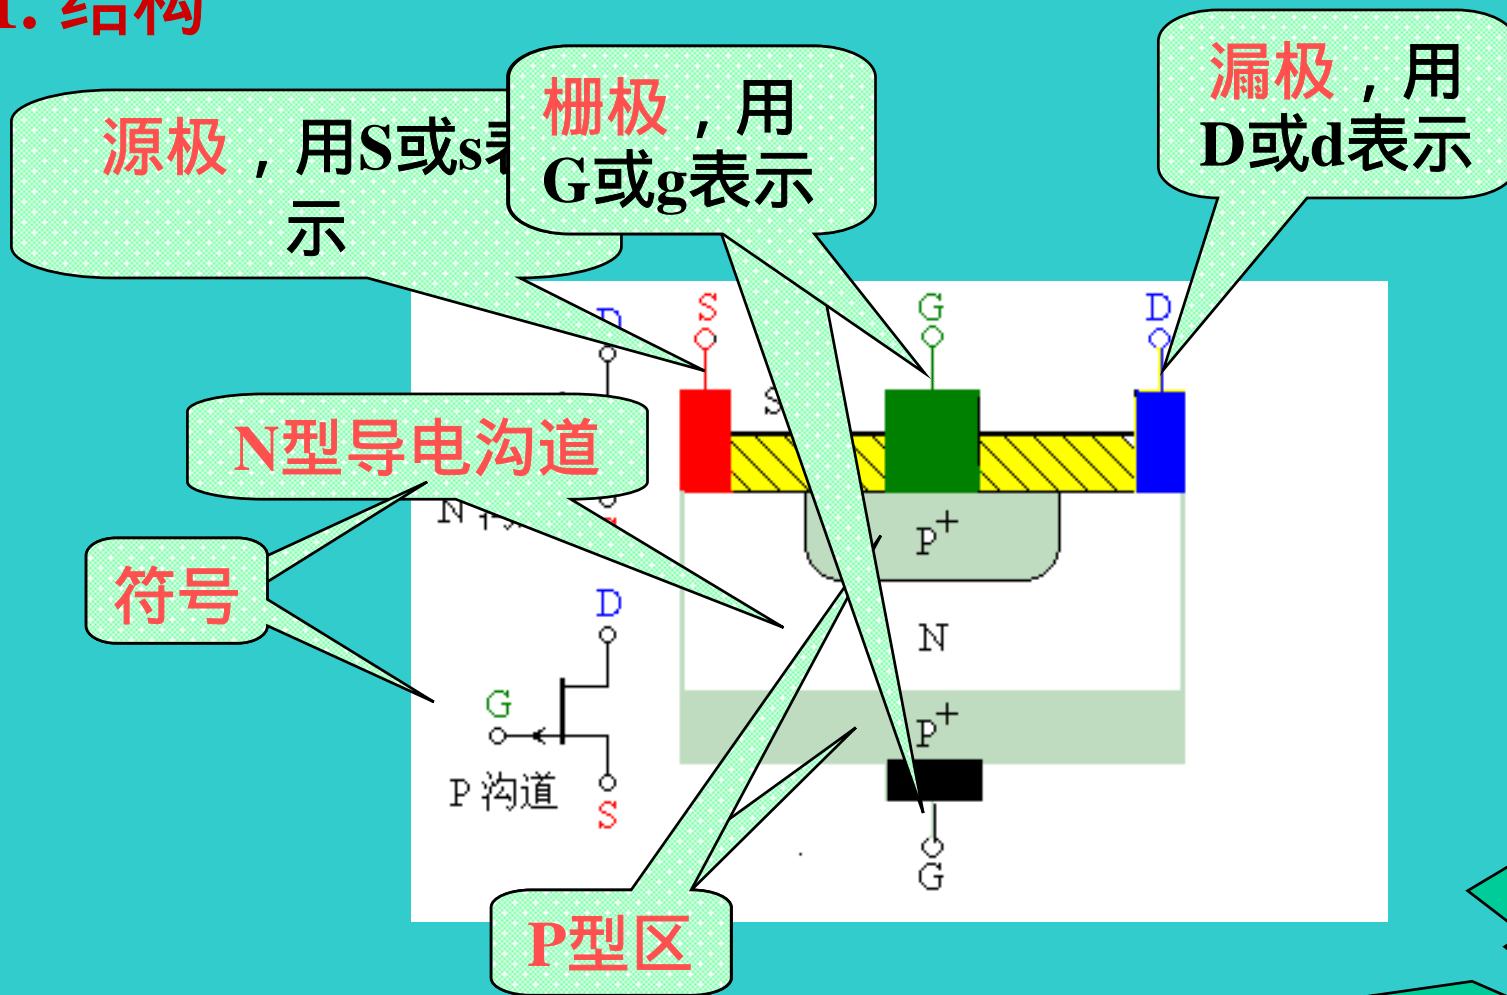 1. 结构
源极，用S或s表
示
栅极，用
G或g表示
漏极，用
D或d表示
N型导电沟道
符号
P型区
D
S
G
D
S
N
D
G
P 沟道
S
P+
N
P+
G